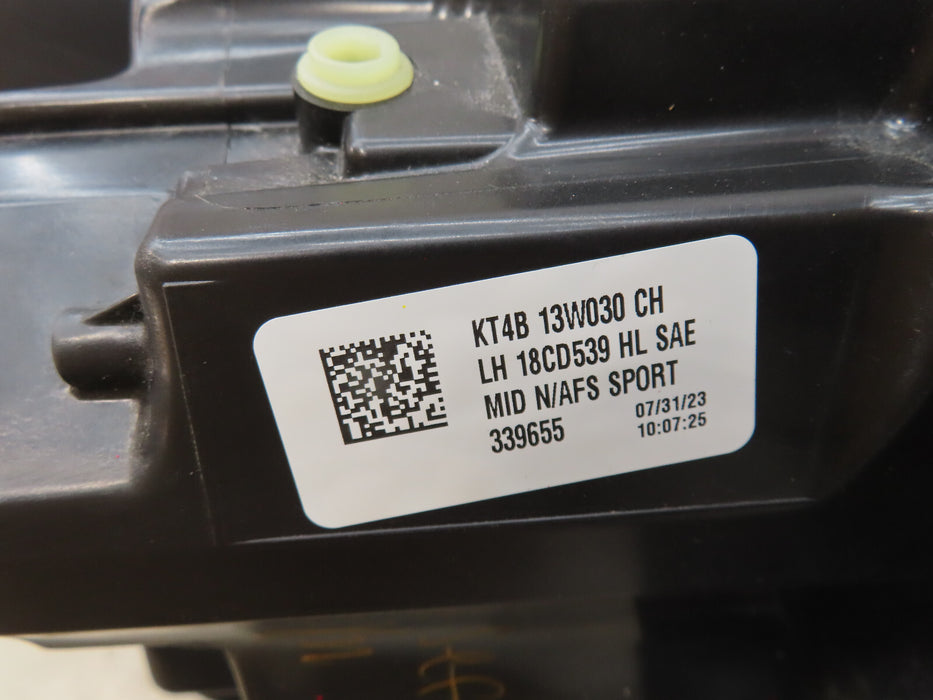 KT4B 13W030 CH
LH 18CD539 HL SAE
MID N/AFS SPORT
339655 07/31/23
10:07:25